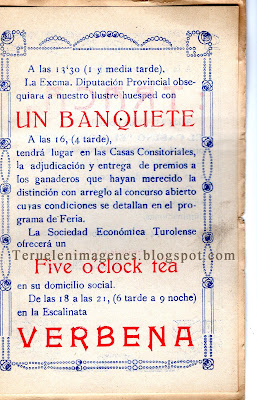 A las 13'30 (1 y media tarde).
La Excma. Diputación Provincial obse-
quiara a nuestro ilustre huesped con
UN BANQUETE
A las 16, (4 tarde),
tendrá lugar en las Casas Consitoriales,
la adjudicación y entrega de premios a
los ganaderos que hayan merecido la
distinción con arreglo al concurso abierto
cuyas condiciones se detallan en el pro-
grama de Feria.
La Sociedad Económica Turolense
ofrecerá un
Teruelenimagenes.blogspot.com
Five o'clock tea
en su domicilio social.
De las 18 a las 21, (6 tarde a 9 noche)
en la Escalinata
VERBENA